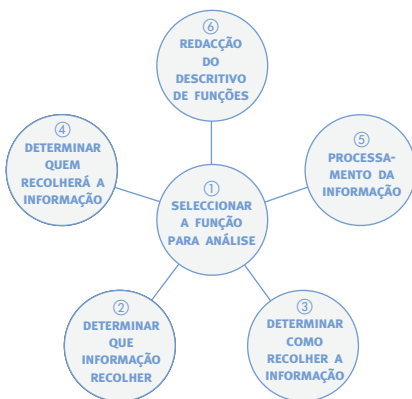 ⑥
REDACÇÃO
DO
DESCRITIVO
DE FUNÇÕES
④
DETERMINAR
QUEM
RECOLHERÁ A
INFORMAÇÃO
⑤
PROCESSA-
MENTO DA
INFORMAÇÃO
①
SELECCIONAR
A FUNÇÃO
PARA ANÁLISE
②
DETERMINAR
QUE
INFORMAÇÃO
RECOLHER
③
DETERMINAR
COMO
RECOLHER A
INFORMAÇÃO